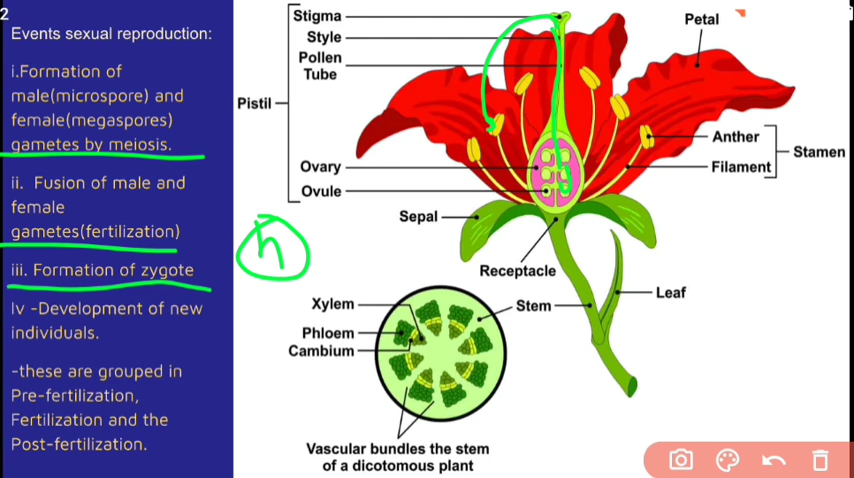 2
Events sexual reproduction:
i.Formation of
male(microspore) and
female(megaspores)
gametes by meiosis.
ii. Fusion of male and
female
gametes(fertilization)
iii. Formation of zygote
Iv -Development of new
individuals.
-these are grouped in
Pre-fertilization,
Fertilization and the
Post-fertilization.
Stigma
Style
Pollen
Tube
Pistil
Ovary
Ovule
Sepal
Petal
Anther
Filament
Stamen
Receptacle
Leaf
Stem
Xylem
Phloem
Cambium
Vascular bundles the stem
of a dicotomous plant